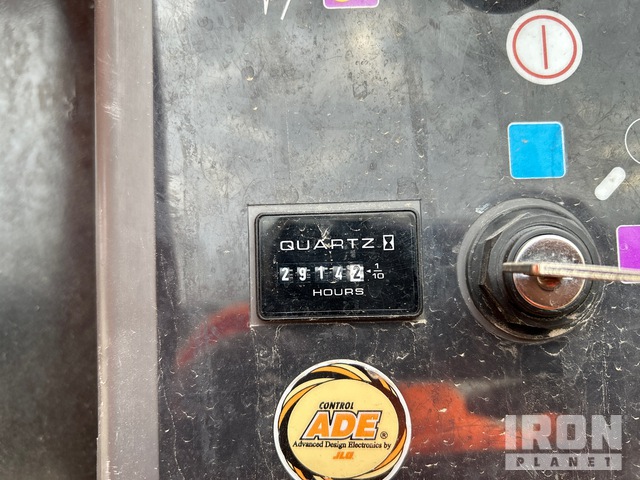 QUARTZ
29142 1/10
HOURS
CONTROL
ADE®
Advanced Design Electronics by
JLG
IRON
PLANET